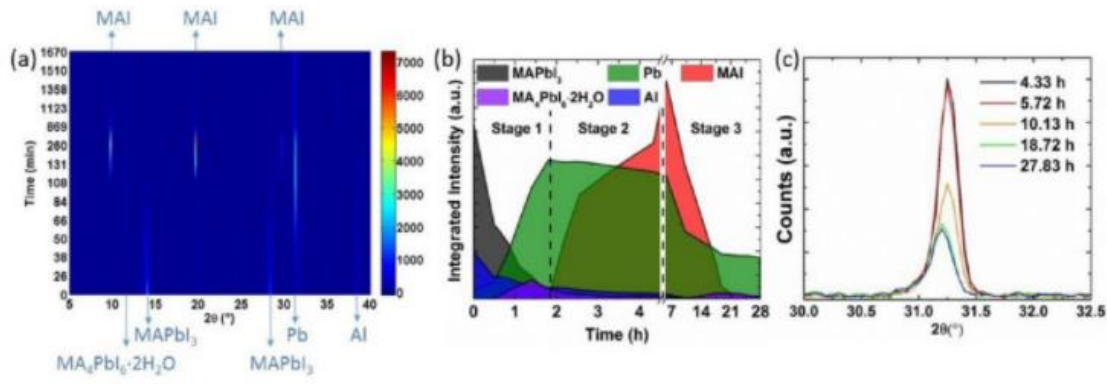 MAI MAI MAI
(a)
1670
1510
1358
1123
869
260
131
108
84
66
50
38
26
0
Time (min)
5 10 15 20 25 30 35 40
2θ (°)
7000
6000
5000
4000
3000
2000
1000
0
MAPbI₃ Pb Al
MA₄PbI₆·2H₂O MAPbI₃
(b)
MAPbI₃ Pb MAI
MA₄PbI₆·2H₂O Al
Stage 1 Stage 2 Stage 3
Integrated Intensity (a.u.)
0 1 2 3 4 7 14 21 28
Time (h)
(c)
4.33 h
5.72 h
10.13 h
18.72 h
27.83 h
Counts (a.u.)
30.0 30.5 31.0 31.5 32.0 32.5
2θ(°)